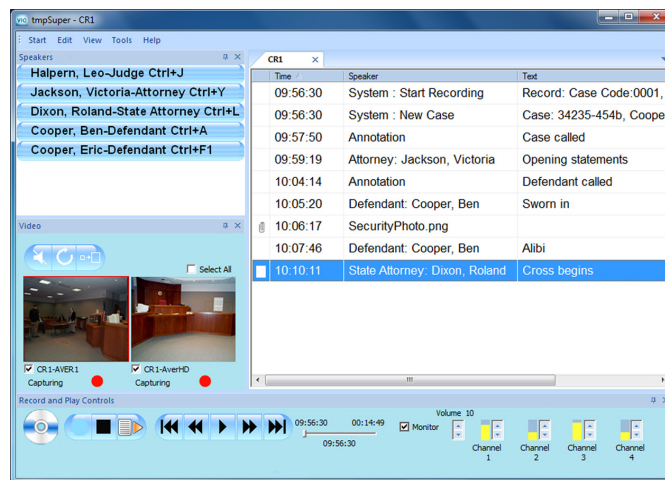 vio tmpSuper - CR1
Start Edit View Tools Help
Speakers
Halpern, Leo-Judge Ctrl+J
Jackson, Victoria-Attorney Ctrl+Y
Dixon, Roland-State Attorney Ctrl+L
Cooper, Ben-Defendant Ctrl+A
Cooper, Eric-Defendant Ctrl+F1
Video
Select All
CR1-AVER1 CR1-AverHD
Capturing Capturing
CR1
Time Speaker Text
09:56:30 System : Start Recording Record: Case Code:0001,
09:56:30 System : New Case Case: 34235-454b, Coope
09:57:50 Annotation Case called
09:59:19 Attorney: Jackson, Victoria Opening statements
10:04:14 Annotation Defendant called
10:05:20 Defendant: Cooper, Ben Sworn in
10:06:17 SecurityPhoto.png
10:07:46 Defendant: Cooper, Ben Alibi
10:10:11 State Attorney: Dixon, Roland Cross begins
Record and Play Controls
09:56:30 00:14:49
09:56:30
Monitor
Volume 10
Channel 1 Channel 2 Channel 3 Channel 4